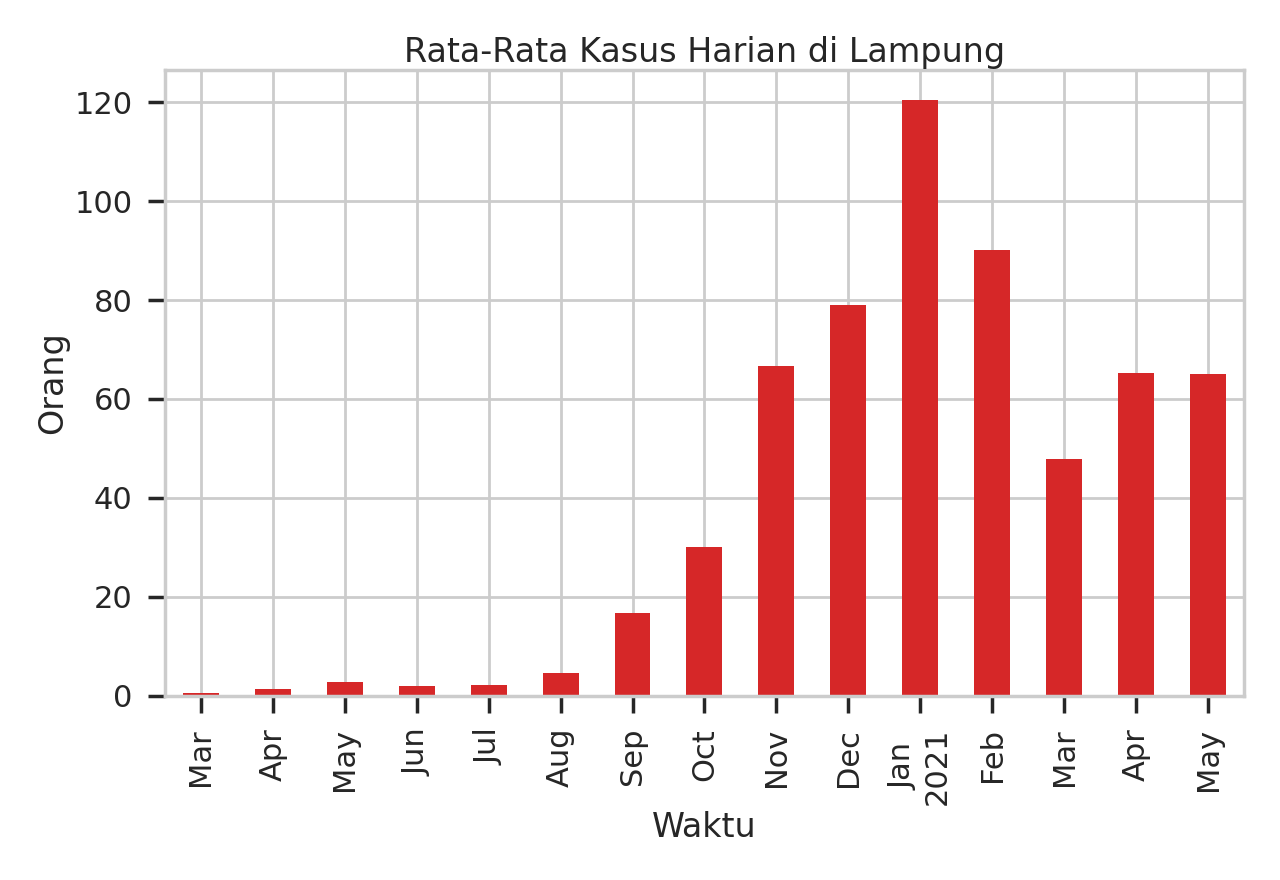 Rata-Rata Kasus Harian di Lampung
120
100
80
60
40
20
0
Orang
Mar
Apr
May
Jun
Jul
Aug
Sep
Oct
Nov
Dec
Jan
2021
Feb
Mar
Apr
May
Waktu